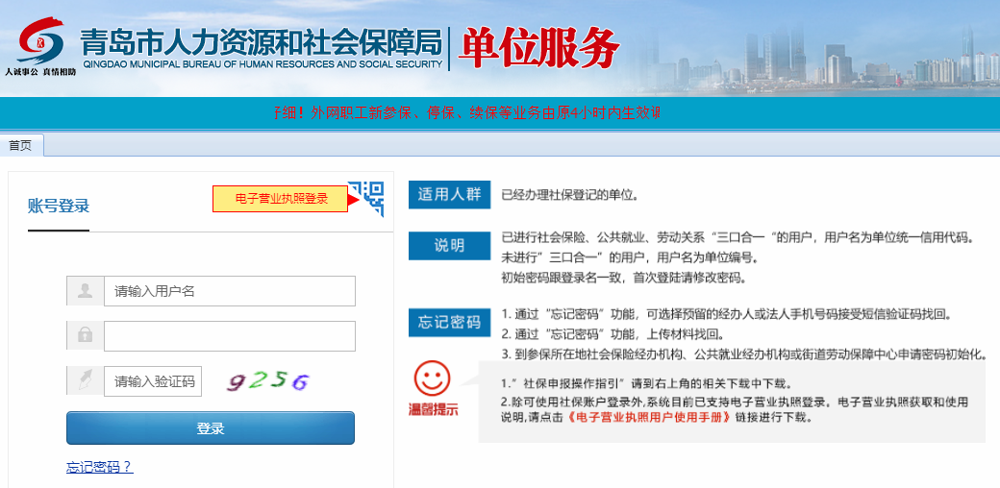 青岛市人力资源和社会保障局
QINGDAO MUNICIPAL BUREAU OF HUMAN RESOURCES AND SOCIAL SECURITY
单位服务
人诚事公 真情相助
仔细！外网职工新参保、停保、续保等业务由原4小时内生效调
首页
账号登录
电子营业执照登录
请输入用户名
请输入验证码
9256
登录
忘记密码？
适用人群
已经办理社保登记的单位。
说明
已进行社会保险、公共就业、劳动关系“三口合一“的用户，用户名为单位统一信用代码。
未进行”三口合一”的用户，用户名为单位编号。
初始密码跟登录名一致，首次登陆请修改密码。
忘记密码
1. 通过“忘记密码”功能，可选择预留的经办人或法人手机号码接受短信验证码找回。
2. 通过“忘记密码”功能，上传材料找回。
3. 到参保所在地社会保险经办机构、公共就业经办机构或街道劳动保障中心申请密码初始化。
温馨提示
1.”社保申报操作指引”请到右上角的相关下载中下载。
2.除可使用社保账户登录外,系统目前已支持电子营业执照登录。电子营业执照获取和使用
说明,请点击《电子营业执照用户使用手册》链接进行下载。